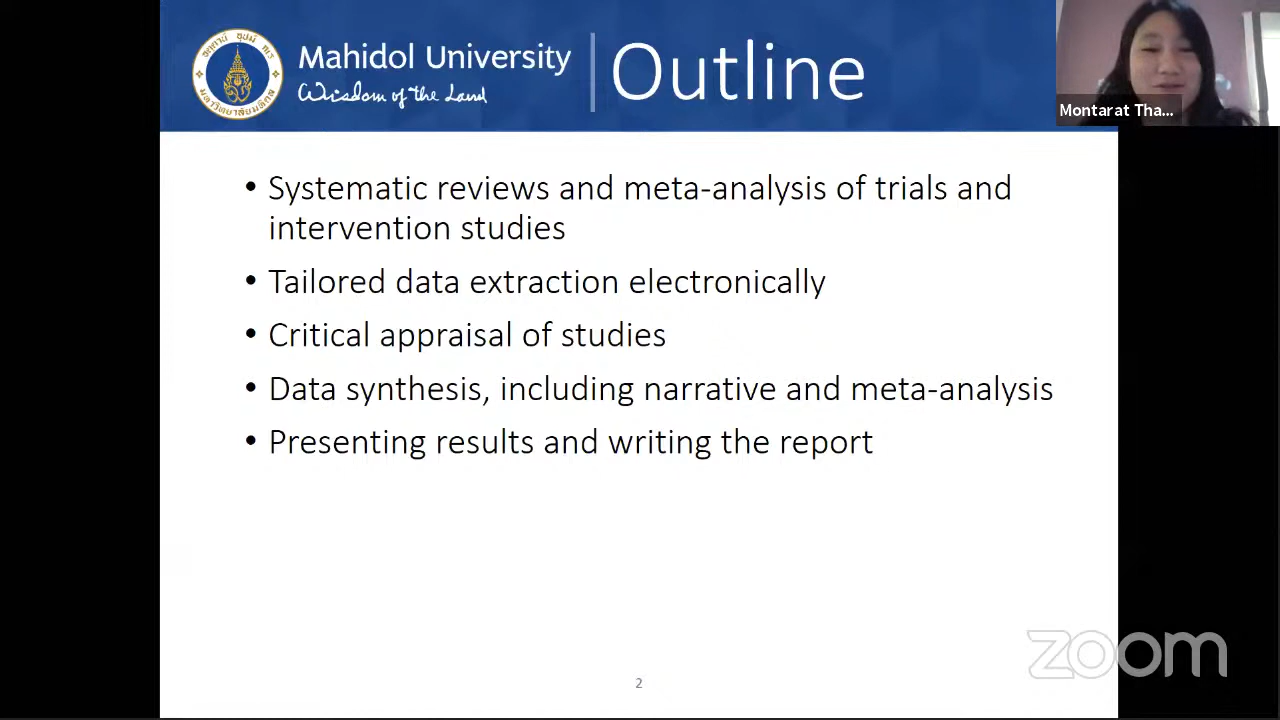 Mahidol University
Wisdom of the Land
Outline
Montarat Tha...
• Systematic reviews and meta-analysis of trials and
intervention studies
• Tailored data extraction electronically
• Critical appraisal of studies
• Data synthesis, including narrative and meta-analysis
• Presenting results and writing the report
zoom
2